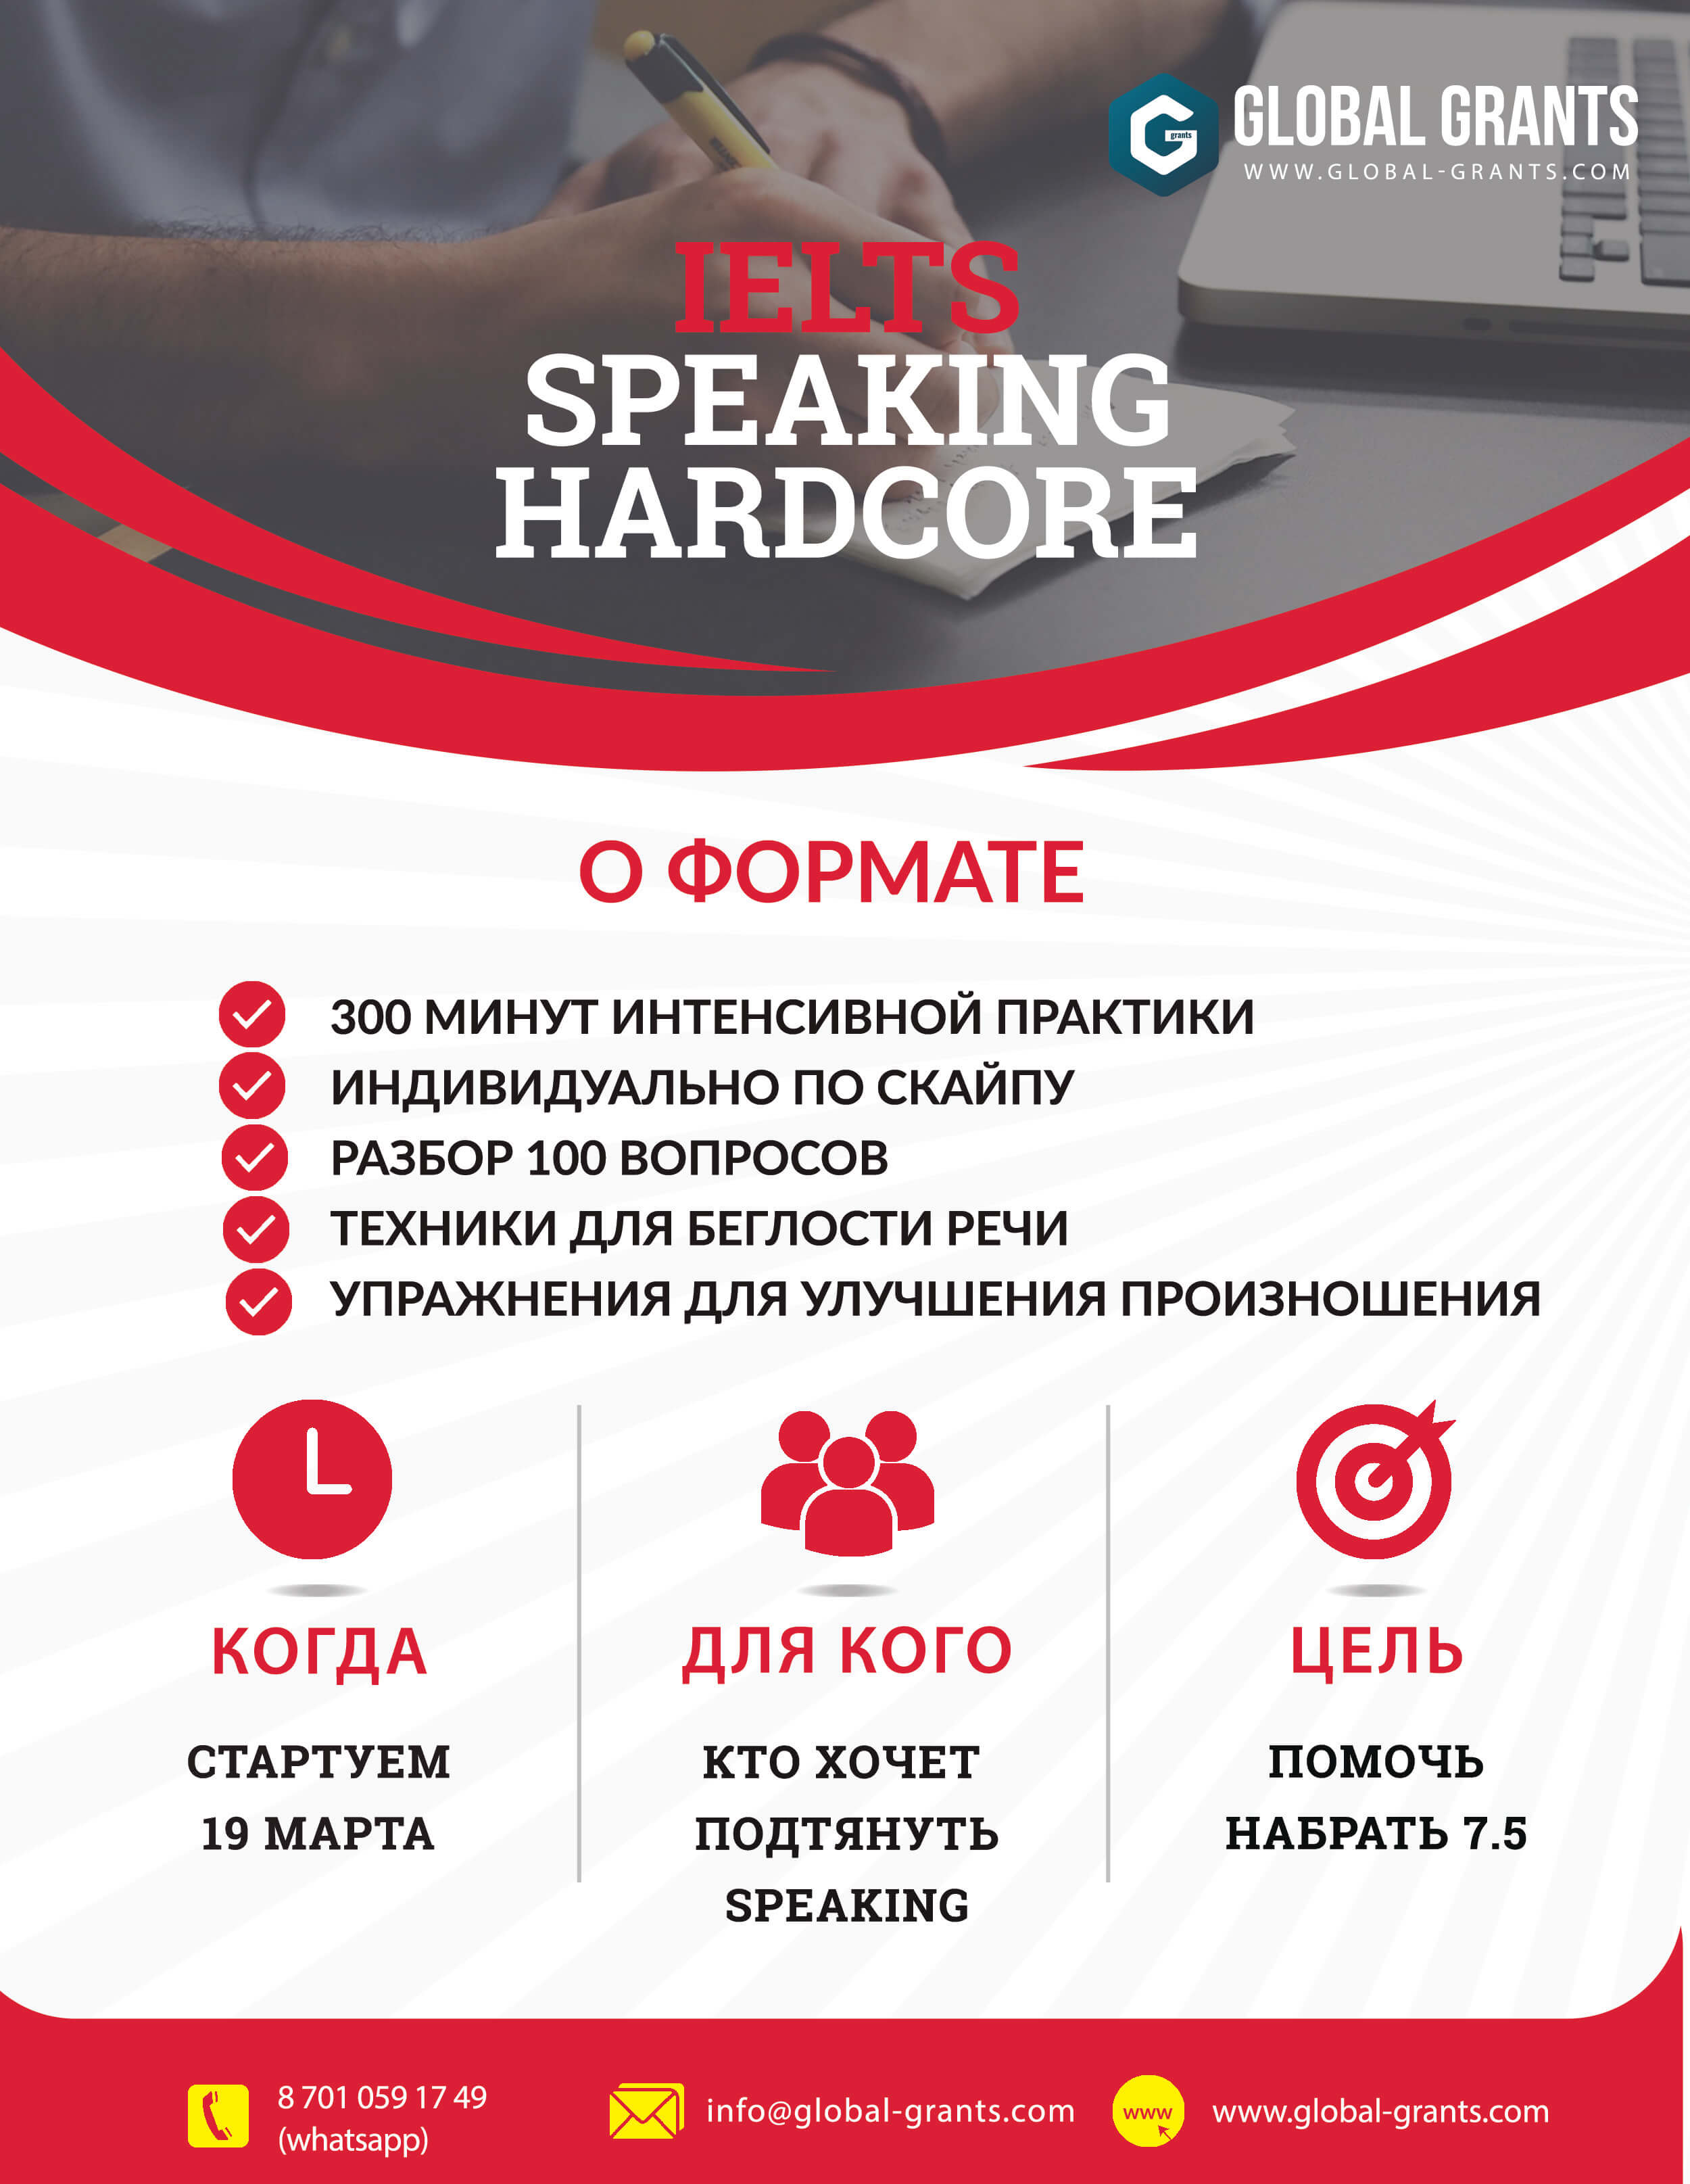 grants
GLOBAL GRANTS
WWW.GLOBAL-GRANTS.COM
IELTS
SPEAKING
HARDCORE
О ФОРМАТЕ
300 МИНУТ ИНТЕНСИВНОЙ ПРАКТИКИ
ИНДИВИДУАЛЬНО ПО СКАЙПУ
РАЗБОР 100 ВОПРОСОВ
ТЕХНИКИ ДЛЯ БЕГЛОСТИ РЕЧИ
УПРАЖНЕНИЯ ДЛЯ УЛУЧШЕНИЯ ПРОИЗНОШЕНИЯ
КОГДА
СТАРТУЕМ
19 МАРТА
ДЛЯ КОГО
КТО ХОЧЕТ
ПОДТЯНУТЬ
SPEAKING
ЦЕЛЬ
ПОМОЧЬ
НАБРАТЬ 7.5
8 701 059 17 49
(whatsapp)
info@global-grants.com
www
www.global-grants.com